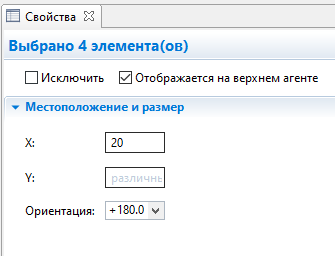 Свойства
Выбрано 4 элемента(ов)
Исключить Отображается на верхнем агенте
Местоположение и размер
X: 20
Y: различны
Ориентация: +180.0